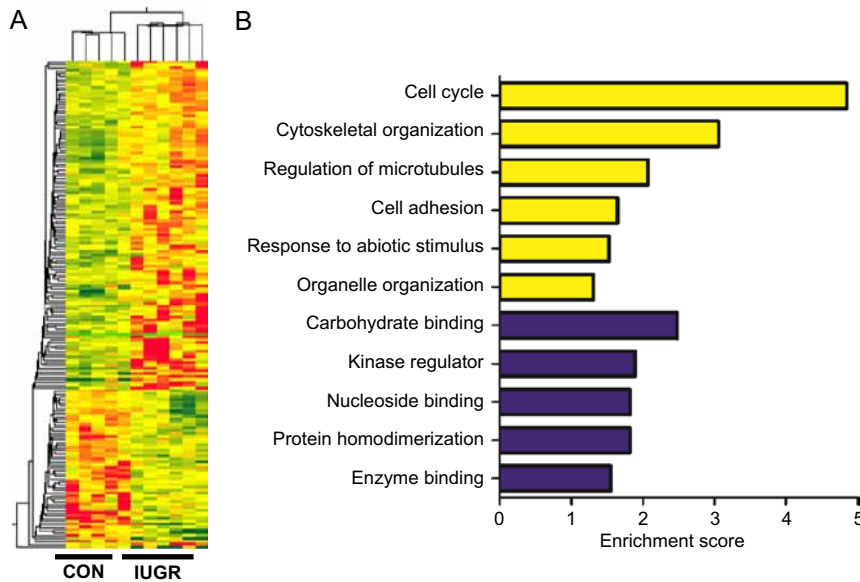 A
B
Cell cycle
Cytoskeletal organization
Regulation of microtubules
Cell adhesion
Response to abiotic stimulus
Organelle organization
Carbohydrate binding
Kinase regulator
Nucleoside binding
Protein homodimerization
Enzyme binding
0 1 2 3 4 5
Enrichment score
CON IUGR